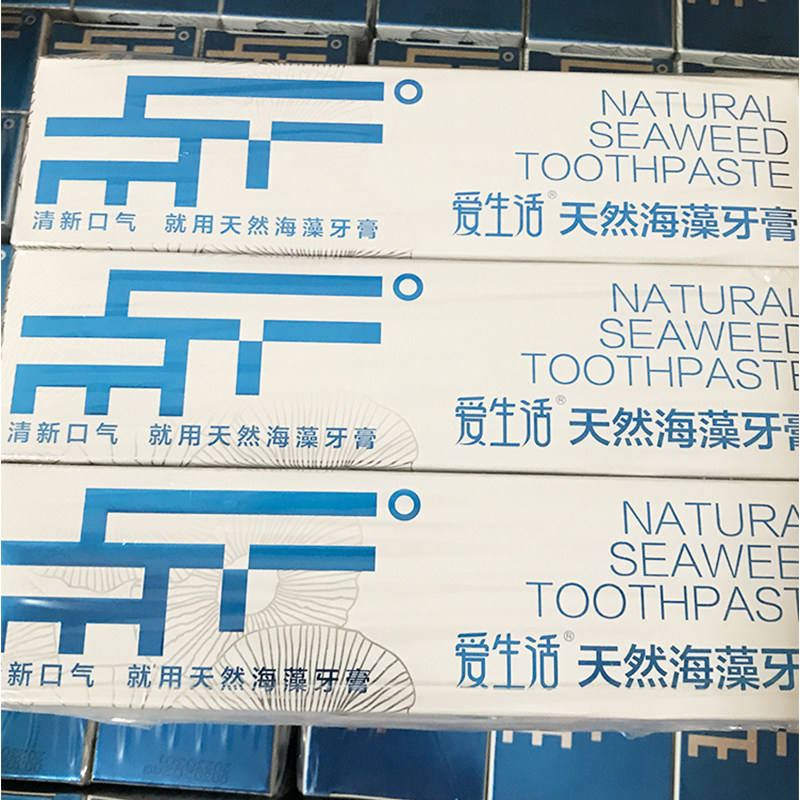 NATURAL
SEAWEED
TOOTHPASTE
清新口气 就用天然海藻牙膏
爱生活® 天然海藻牙膏
NATURAL
SEAWEED
TOOTHPASTE
清新口气 就用天然海藻牙膏
爱生活® 天然海藻牙膏
NATURA
SEAWEE
TOOTHPAST
新口气 就用天然海藻牙膏
爱生活® 天然海藻牙